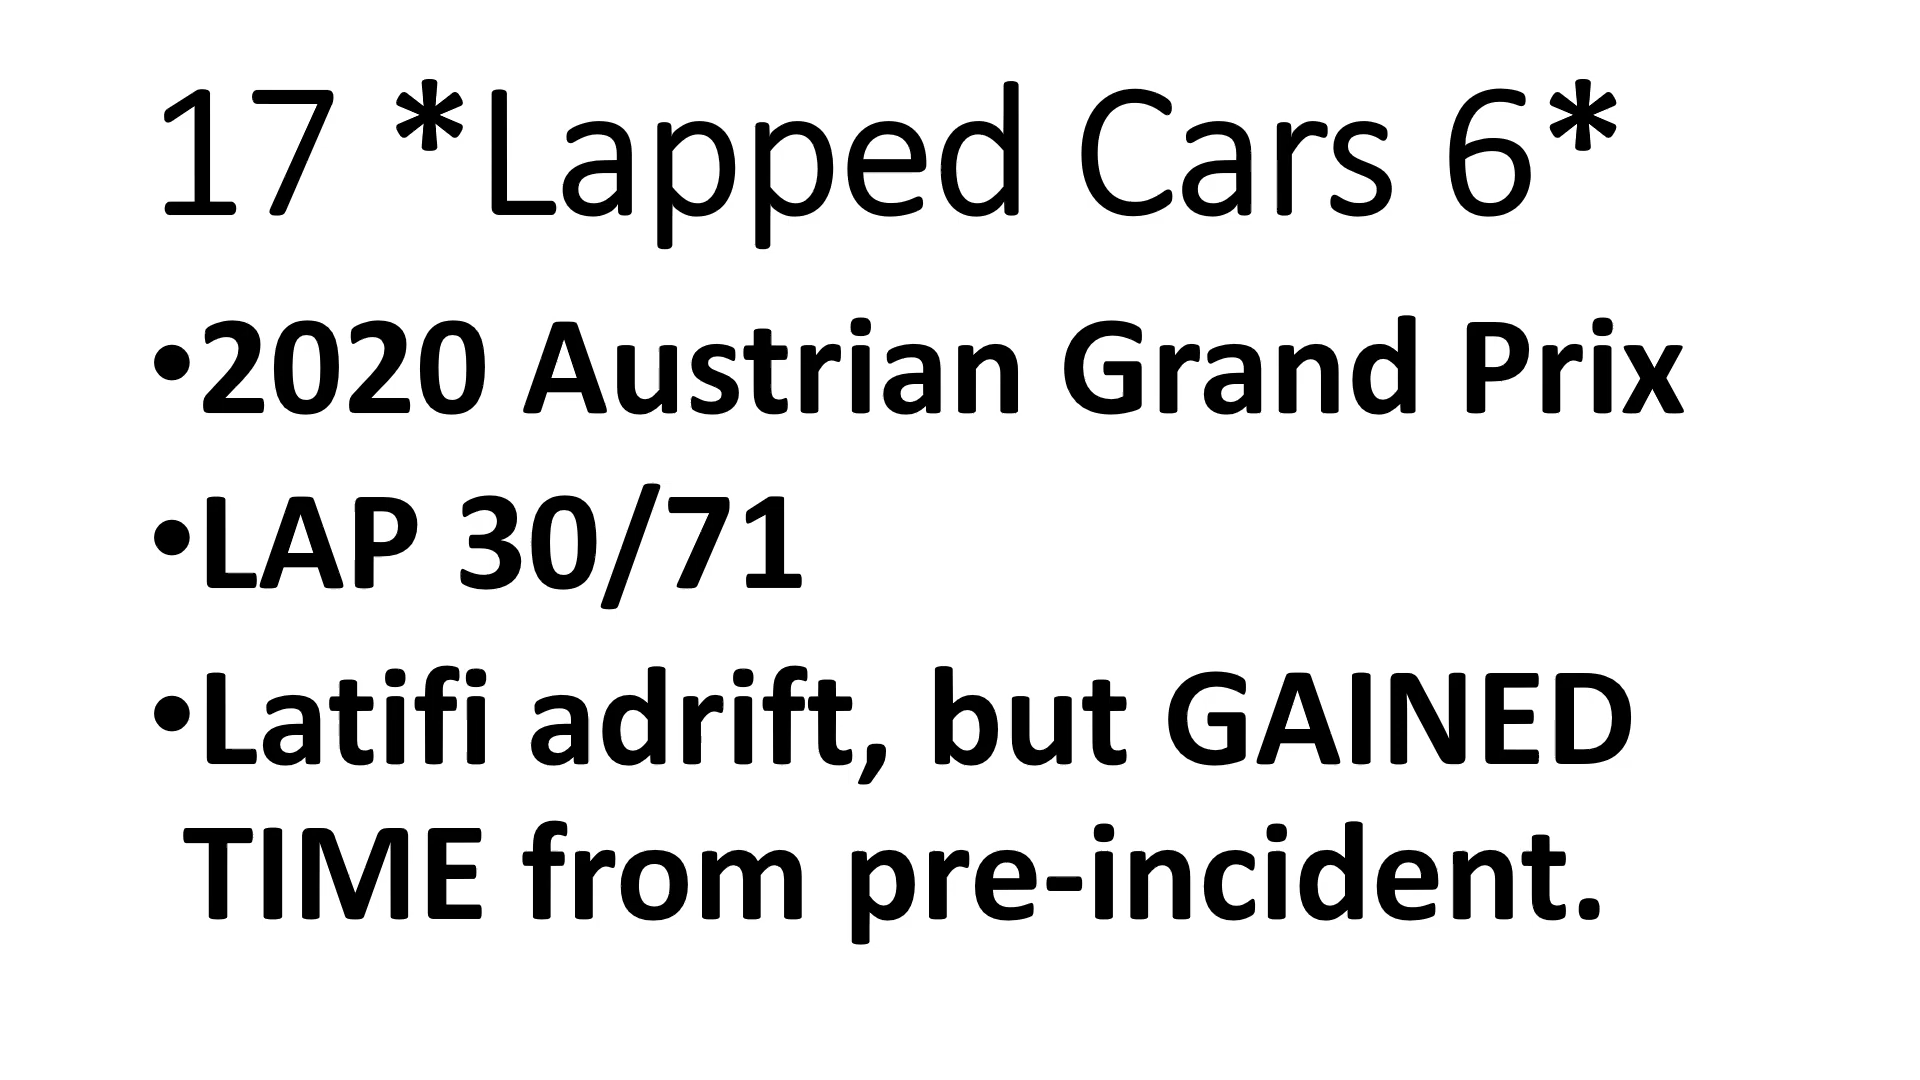 17 *Lapped Cars 6*
•2020 Austrian Grand Prix
•LAP 30/71
•Latifi adrift, but GAINED
TIME from pre-incident.